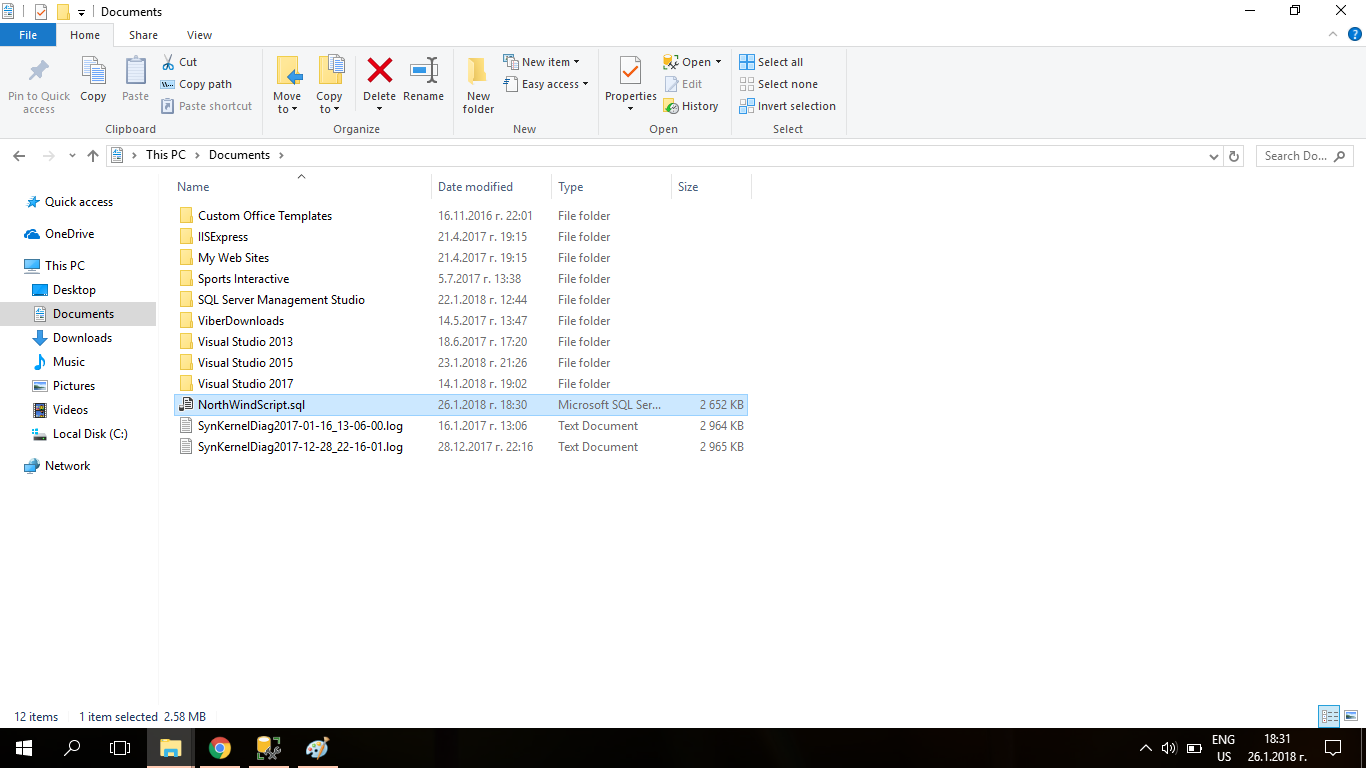 Documents
File Home Share View
Pin to Quick access
Copy
Paste
Cut
Copy path
Paste shortcut
Clipboard
Move to
Copy to
Delete
Rename
Organize
New folder
New item
Easy access
New
Properties
Open
Edit
History
Open
Select all
Select none
Invert selection
Select
This PC Documents
Search Do...
Quick access
OneDrive
This PC
Desktop
Documents
Downloads
Music
Pictures
Videos
Local Disk (C:)
Network
Name Date modified Type Size
Custom Office Templates 16.11.2016 г. 22:01 File folder
IISExpress 21.4.2017 г. 19:15 File folder
My Web Sites 21.4.2017 г. 19:15 File folder
Sports Interactive 5.7.2017 г. 13:38 File folder
SQL Server Management Studio 22.1.2018 г. 12:44 File folder
ViberDownloads 14.5.2017 г. 13:47 File folder
Visual Studio 2013 18.6.2017 г. 17:20 File folder
Visual Studio 2015 23.1.2018 г. 21:26 File folder
Visual Studio 2017 14.1.2018 г. 19:02 File folder
NorthWindScript.sql 26.1.2018 г. 18:30 Microsoft SQL Ser... 2 652 KB
SynKernelDiag2017-01-16_13-06-00.log 16.1.2017 г. 13:06 Text Document 2 964 KB
SynKernelDiag2017-12-28_22-16-01.log 28.12.2017 г. 22:16 Text Document 2 965 KB
12 items 1 item selected 2.58 MB
ENG
US
18:31
26.1.2018 г.